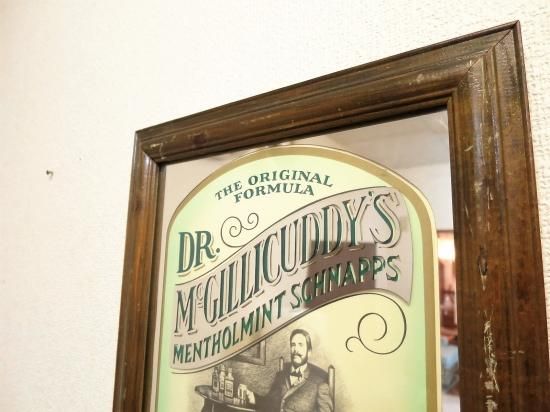 THE ORIGINAL
FORMULA
DR.
McGILLICUDDY'S
MENTHOLMINT SCHNAPPS